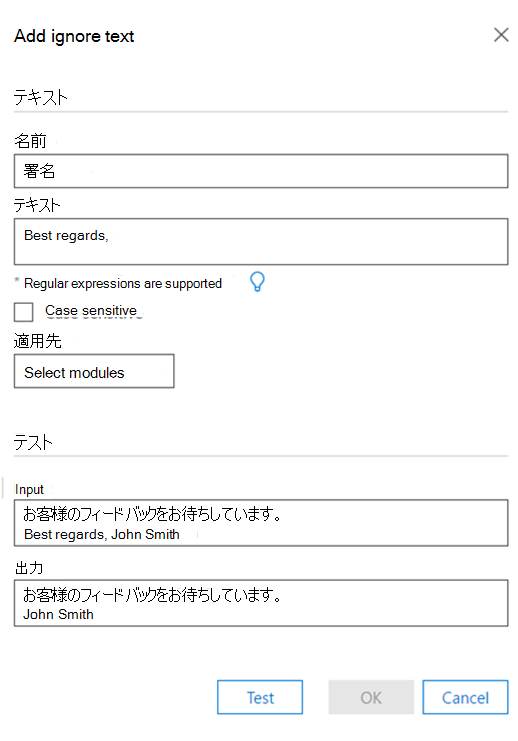 Add ignore text
テキスト
名前
署名
テキスト
Best regards,
* Regular expressions are supported
Case sensitive
適用先
Select modules
テスト
Input
お客様のフィードバックをお待ちしています。
Best regards, John Smith
出力
お客様のフィードバックをお待ちしています。
John Smith
Test OK Cancel